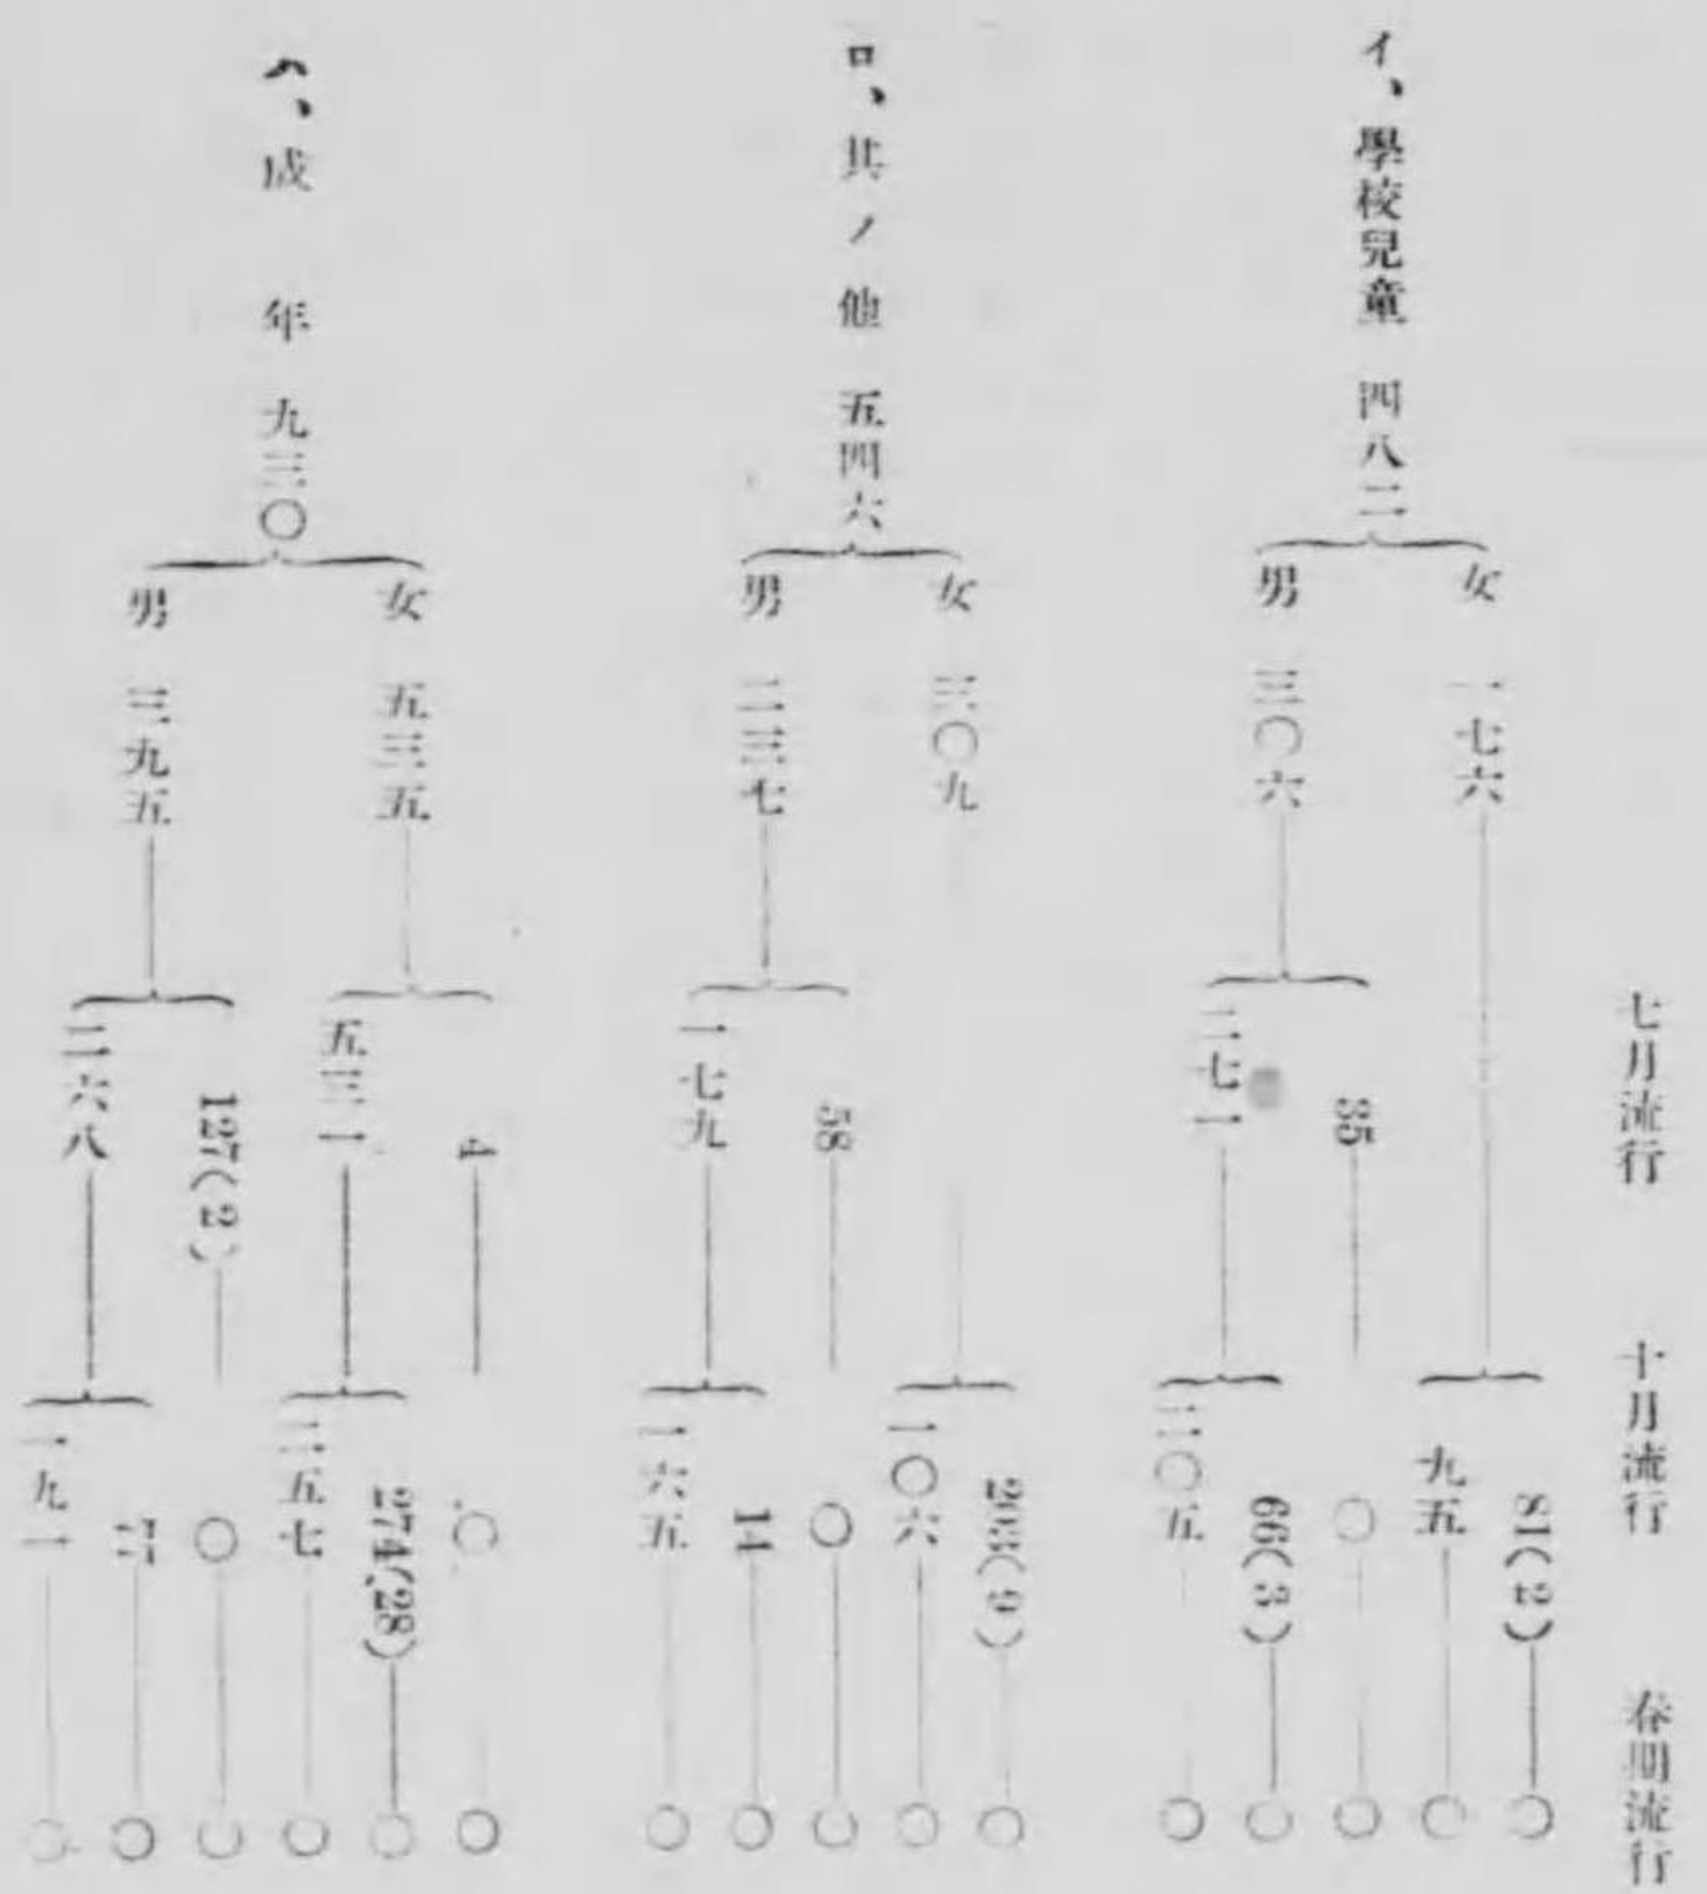 七月流行
十月流行
春期流行
イ、學校兒童 四八二
女 一七六
81(2)
〇
九五
〇
男 三〇六
35
〇
〇
二七一
66(3)
〇
二〇五
〇
ロ、其ノ他 五四六
女 三〇九
203(9)
〇
一〇六
〇
男 二三七
58
〇
〇
一七九
14
〇
一六五
〇
ハ、成年 九三〇
女 五三五
4
〇
〇
五三一
274(28)
〇
二五七
〇
男 三九五
127(2)
〇
〇
二六八
77
〇
一九一
〇